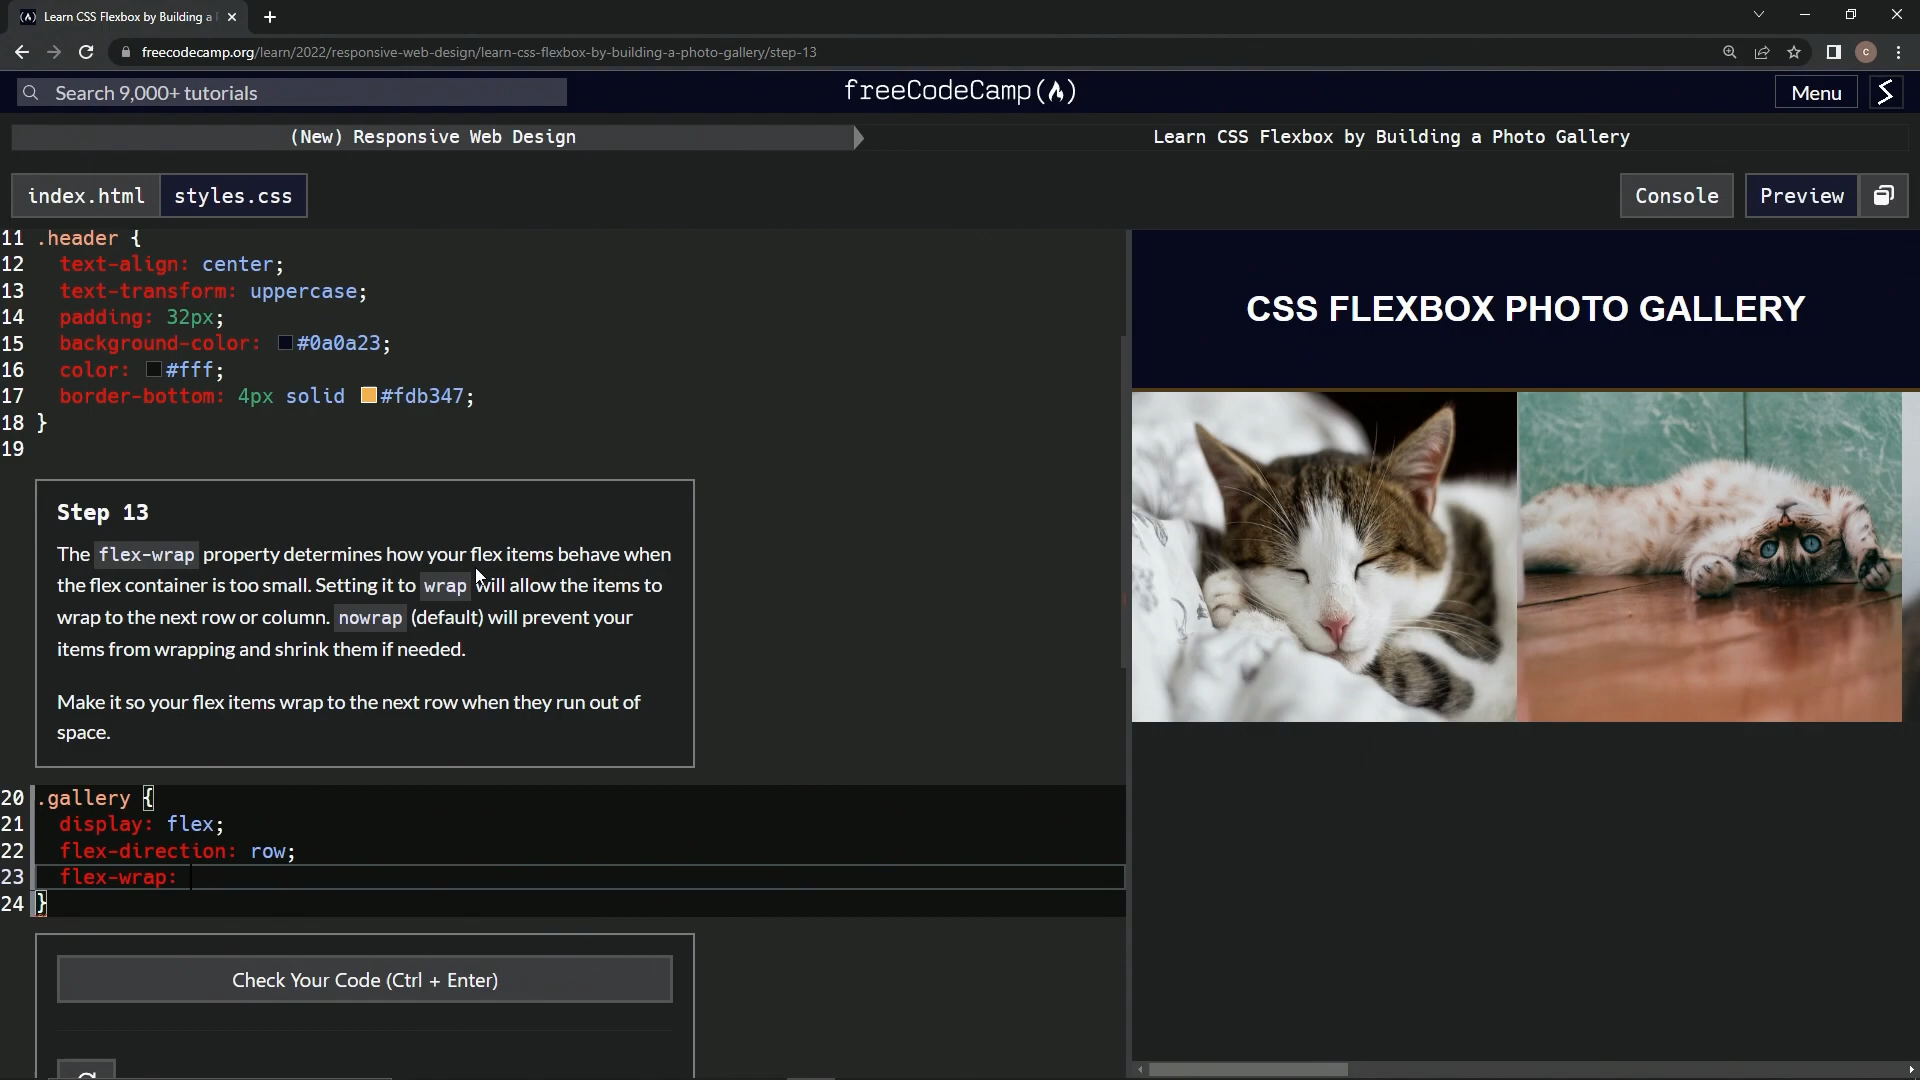 Learn CSS Flexbox by Building a
freecodecamp.org/learn/2022/responsive-web-design/learn-css-flexbox-by-building-a-photo-gallery/step-13
C
Search 9,000+ tutorials
freeCodeCamp(🔥)
Menu
(New) Responsive Web Design
Learn CSS Flexbox by Building a Photo Gallery
index.html
styles.css
Console
Preview
11 .header {
12 text-align: center;
13 text-transform: uppercase;
14 padding: 32px;
15 background-color: #0a0a23;
16 color: #fff;
17 border-bottom: 4px solid #fdb347;
18 }
19
Step 13
The flex-wrap property determines how your flex items behave when
the flex container is too small. Setting it to wrap will allow the items to
wrap to the next row or column. nowrap (default) will prevent your
items from wrapping and shrink them if needed.
Make it so your flex items wrap to the next row when they run out of
space.
20 .gallery {
21 display: flex;
22 flex-direction: row;
23 flex-wrap:
24 }
Check Your Code (Ctrl + Enter)
CSS FLEXBOX PHOTO GALLERY